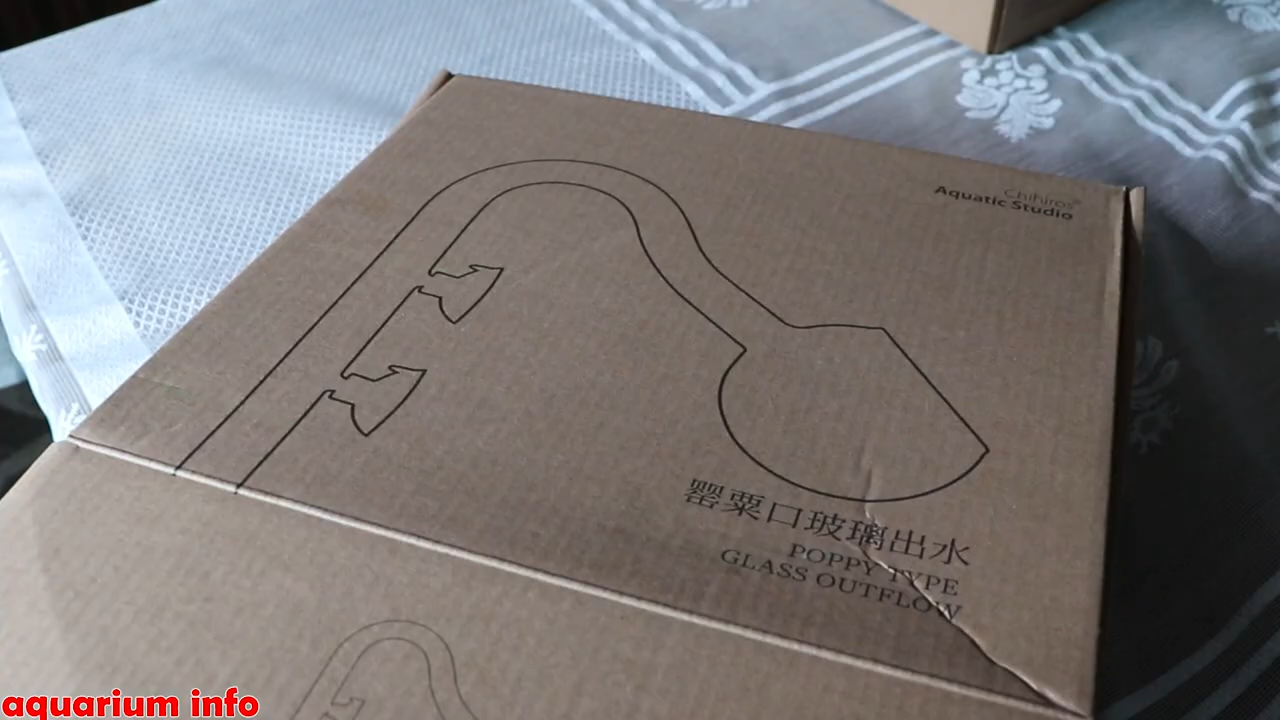 Chihiros®
Aquatic Studio
罂粟口玻璃出水
POPPY TYPE
GLASS OUTFLOW
aquarium info